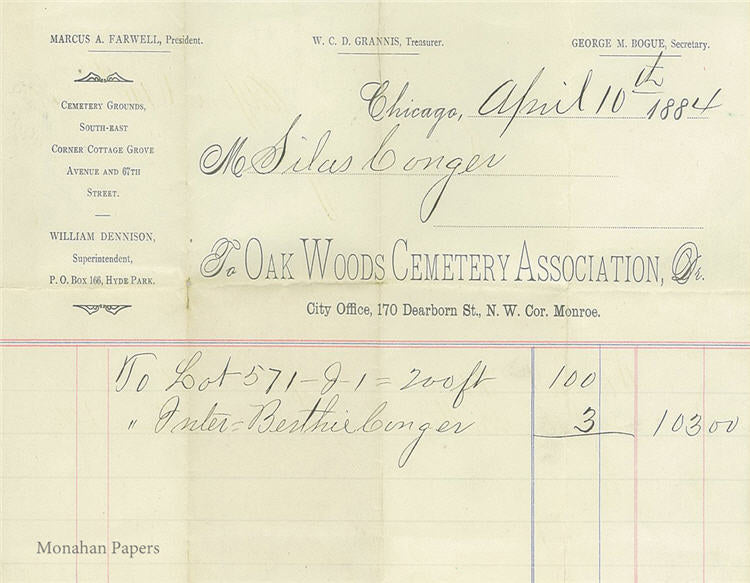 MARCUS A. FARWELL, President.
W. C. D. GRANNIS, Treasurer.
GEORGE M. BOGUE, Secretary.
CEMETERY GROUNDS,
SOUTH-EAST
CORNER COTTAGE GROVE
AVENUE AND 67TH
STREET.
WILLIAM DENNISON,
Superintendent,
P. O. BOX 166, HYDE PARK.
Chicago, April 10th 1884
M Silas Conger
To OAK WOODS CEMETERY ASSOCIATION, Dr.
City Office, 170 Dearborn St., N. W. Cor. Monroe.
To Lot 571-J-1 = 200ft 100
" Inter= Berthie Conger 3 103 00
Monahan Papers